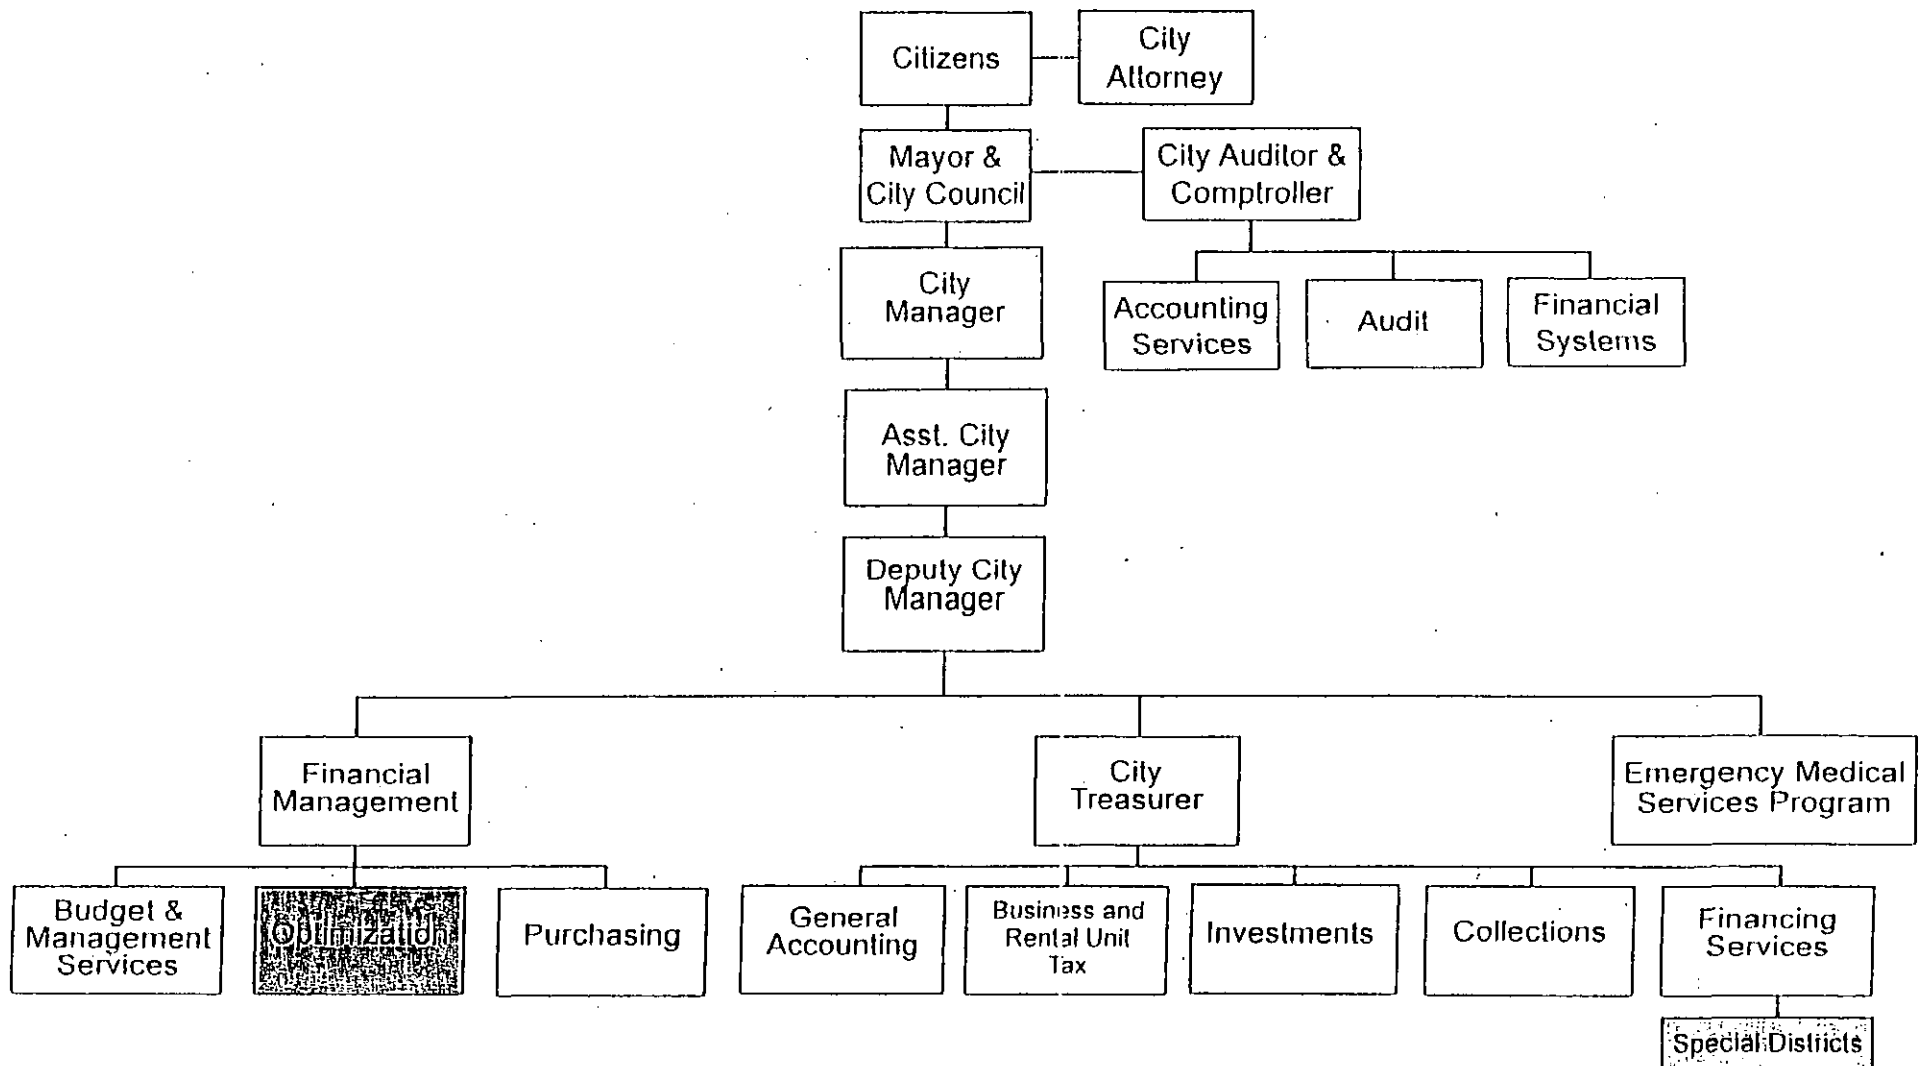 Citizens
City
Attorney
Mayor &
City Council
City Auditor &
Comptroller
City
Manager
Accounting
Services
Audit
Financial
Systems
Asst. City
Manager
Deputy City
Manager
Financial
Management
City
Treasurer
Emergency Medical
Services Program
Budget &
Management
Services
Optimization
Purchasing
General
Accounting
Business and
Rental Unit
Tax
Investments
Collections
Financing
Services
Special Districts